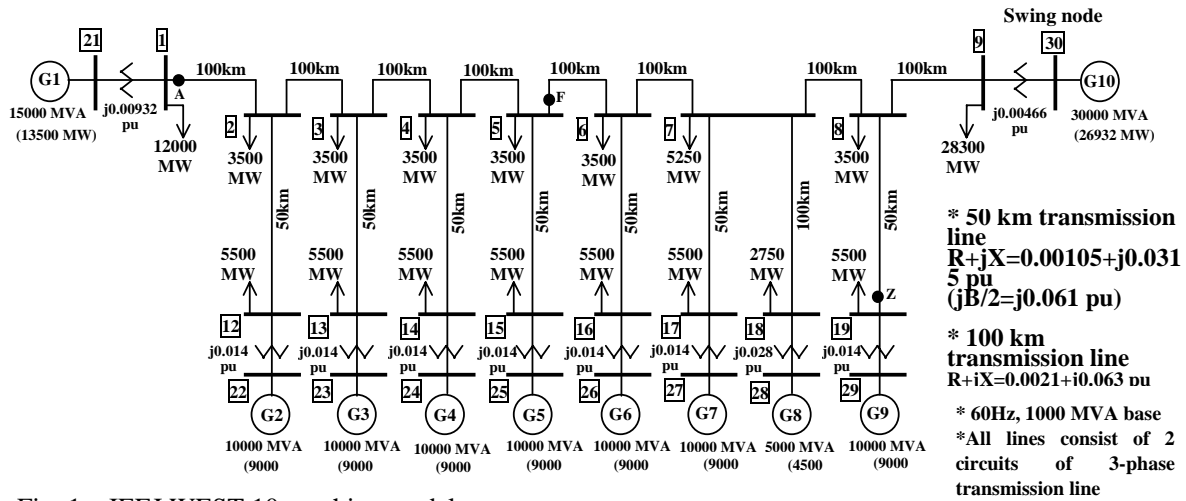 Swing node
21
1
9
30
100km
100km
100km
100km
100km
100km
100km
100km
G1
A
F
G10
j0.00932
pu
j0.00466
pu
15000 MVA
(13500 MW)
30000 MVA
(26932 MW)
12000
MW
28300
MW
2
3
4
5
6
7
8
3500
MW
3500
MW
3500
MW
3500
MW
3500
MW
5250
MW
3500
MW
50km
50km
50km
50km
50km
50km
100km
50km
5500
MW
5500
MW
5500
MW
5500
MW
5500
MW
5500
MW
2750
MW
5500
MW
Z
12
13
14
15
16
17
18
19
j0.014
pu
j0.014
pu
j0.014
pu
j0.014
pu
j0.014
pu
j0.014
pu
j0.028
pu
j0.014
pu
22
23
24
25
26
27
28
29
G2
G3
G4
G5
G6
G7
G8
G9
10000 MVA
(9000
10000 MVA
(9000
10000 MVA
(9000
10000 MVA
(9000
10000 MVA
(9000
10000 MVA
(9000
5000 MVA
(4500
10000 MVA
(9000
* 50 km transmission
line
R+jX=0.00105+j0.031
5 pu
(jB/2=j0.061 pu)
* 100 km
transmission line
R+jX=0.0021+j0.063 pu
* 60Hz, 1000 MVA base
*All lines consist of 2
circuits of 3-phase
transmission line